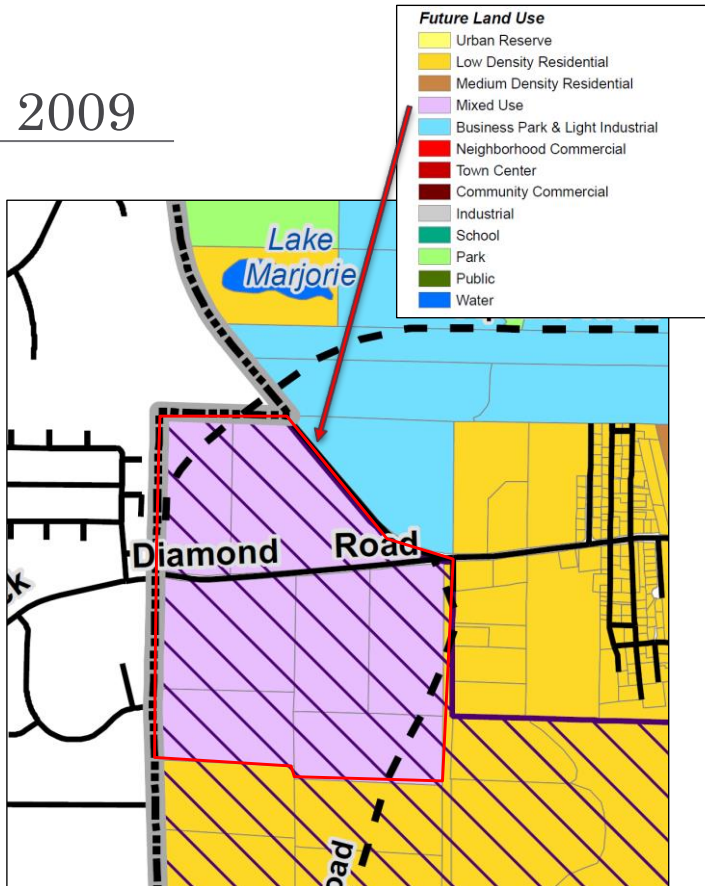 2009
Future Land Use
Urban Reserve
Low Density Residential
Medium Density Residential
Mixed Use
Business Park & Light Industrial
Neighborhood Commercial
Town Center
Community Commercial
Industrial
School
Park
Public
Water
Lake
Marjorie
Diamond Road